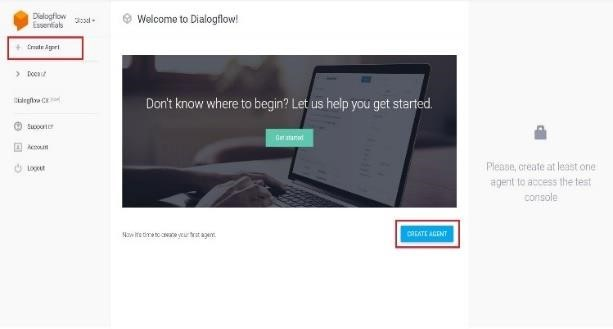 Dialogflow
Essentials
Global
Create Agent
Docs
Dialogflow CX
Support
Account
Logout
Welcome to Dialogflow!
Don't know where to begin? Let us help you get started.
Get started
Now it's time to create your first agent.
CREATE AGENT
Please, create at least one
agent to access the test
console